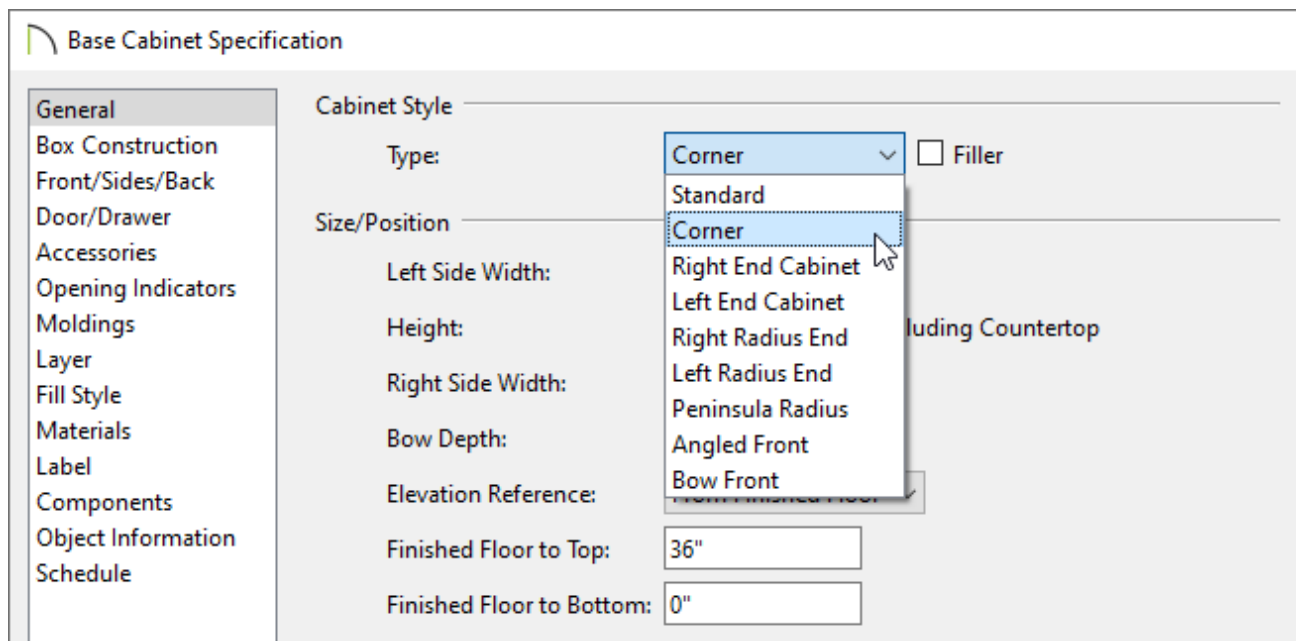 Base Cabinet Specification
General
Box Construction
Front/Sides/Back
Door/Drawer
Accessories
Opening Indicators
Moldings
Layer
Fill Style
Materials
Label
Components
Object Information
Schedule
Cabinet Style
Type:
Corner
Filler
Standard
Corner
Right End Cabinet
Left End Cabinet
Right Radius End
Left Radius End
Peninsula Radius
Angled Front
Bow Front
Size/Position
Left Side Width:
Height:
luding Countertop
Right Side Width:
Bow Depth:
Elevation Reference:
Finished Floor to Top: 36"
Finished Floor to Bottom: 0"